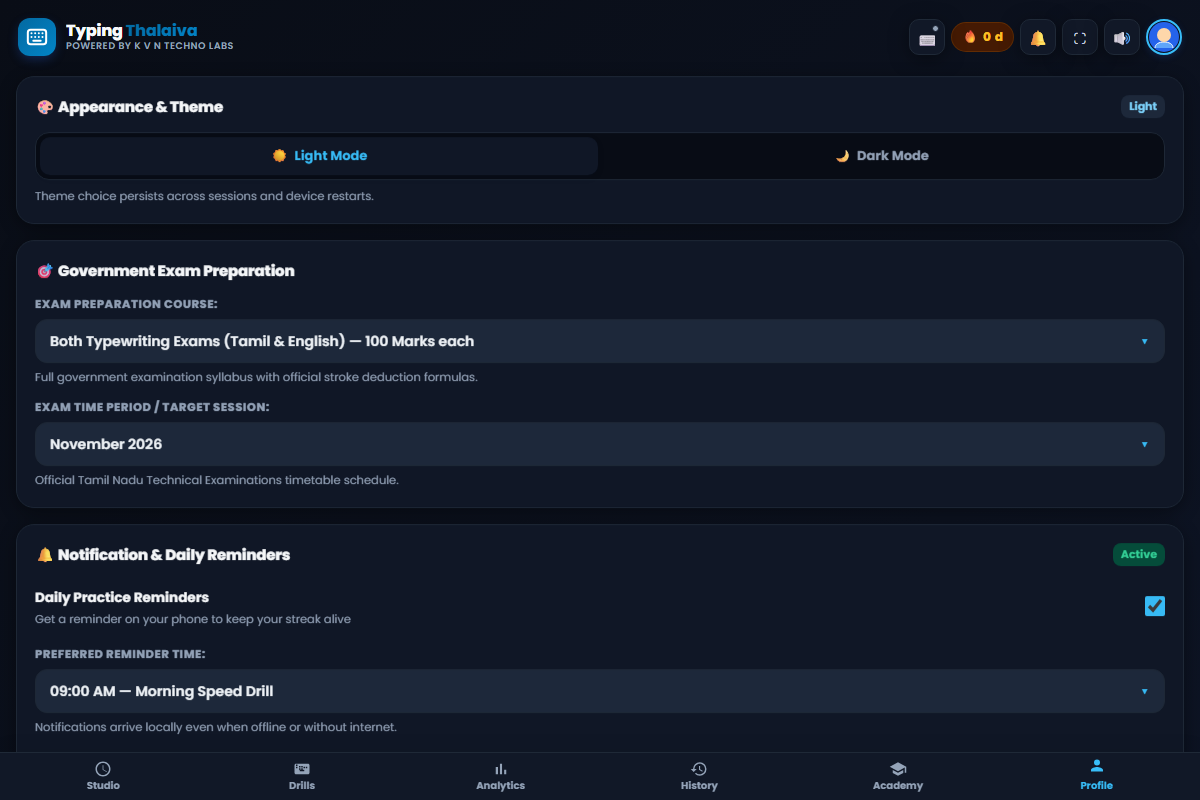 Typing Thalaiva
POWERED BY K V N TECHNO LABS
0 d
Appearance & Theme
Light
Light Mode
Dark Mode
Theme choice persists across sessions and device restarts.
Government Exam Preparation
EXAM PREPARATION COURSE:
Both Typewriting Exams (Tamil & English) — 100 Marks each
Full government examination syllabus with official stroke deduction formulas.
EXAM TIME PERIOD / TARGET SESSION:
November 2026
Official Tamil Nadu Technical Examinations timetable schedule.
Notification & Daily Reminders
Active
Daily Practice Reminders
Get a reminder on your phone to keep your streak alive
PREFERRED REMINDER TIME:
09:00 AM — Morning Speed Drill
Notifications arrive locally even when offline or without internet.
Studio
Drills
Analytics
History
Academy
Profile